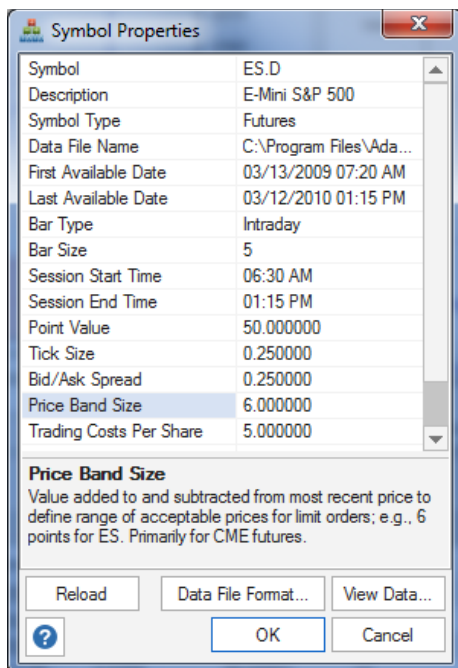 Symbol Properties
Symbol ES.D
Description E-Mini S&P 500
Symbol Type Futures
Data File Name C:\Program Files\Ada...
First Available Date 03/13/2009 07:20 AM
Last Available Date 03/12/2010 01:15 PM
Bar Type Intraday
Bar Size 5
Session Start Time 06:30 AM
Session End Time 01:15 PM
Point Value 50.000000
Tick Size 0.250000
Bid/Ask Spread 0.250000
Price Band Size 6.000000
Trading Costs Per Share 5.000000
Price Band Size
Value added to and subtracted from most recent price to
define range of acceptable prices for limit orders; e.g., 6
points for ES. Primarily for CME futures.
Reload Data File Format... View Data...
? OK Cancel